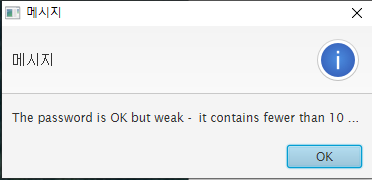 메시지
메시지
The password is OK but weak - it contains fewer than 10 ...
OK